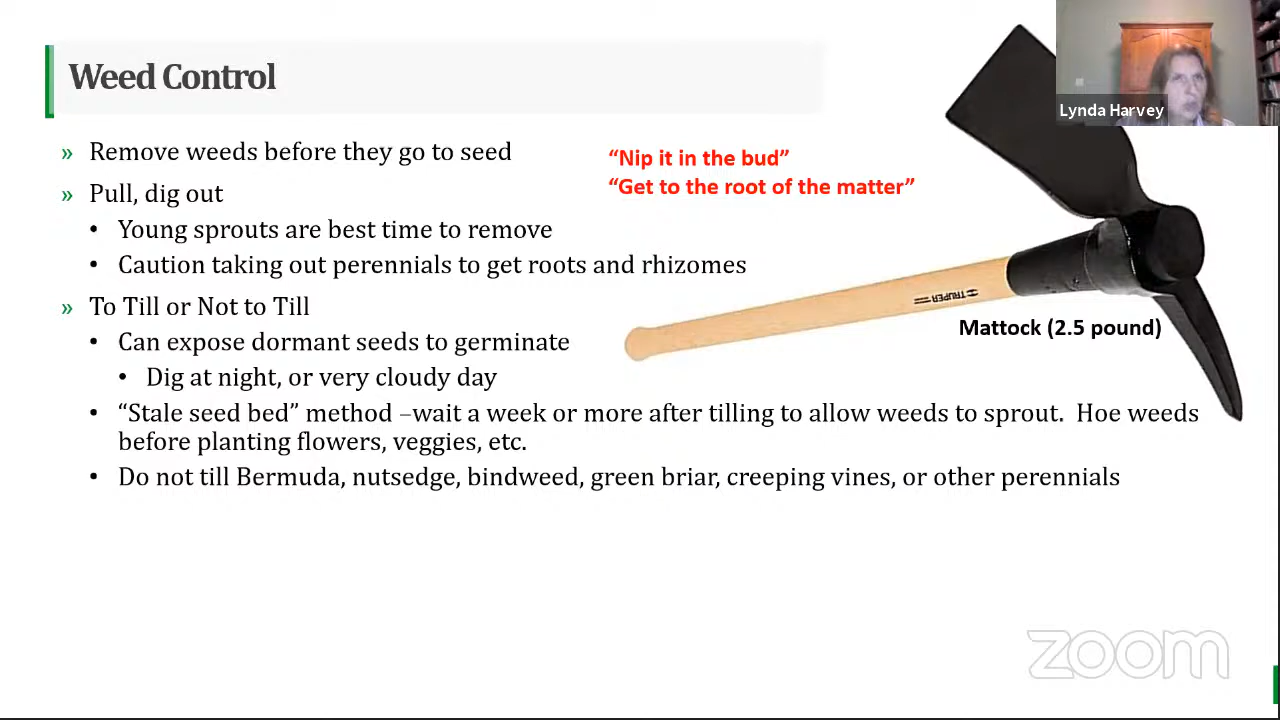 Weed Control
Lynda Harvey
» Remove weeds before they go to seed
“Nip it in the bud”
“Get to the root of the matter”
» Pull, dig out
• Young sprouts are best time to remove
• Caution taking out perennials to get roots and rhizomes
» To Till or Not to Till
TRUPER
Mattock (2.5 pound)
• Can expose dormant seeds to germinate
• Dig at night, or very cloudy day
• “Stale seed bed” method –wait a week or more after tilling to allow weeds to sprout.  Hoe weeds
before planting flowers, veggies, etc.
• Do not till Bermuda, nutsedge, bindweed, green briar, creeping vines, or other perennials
zoom